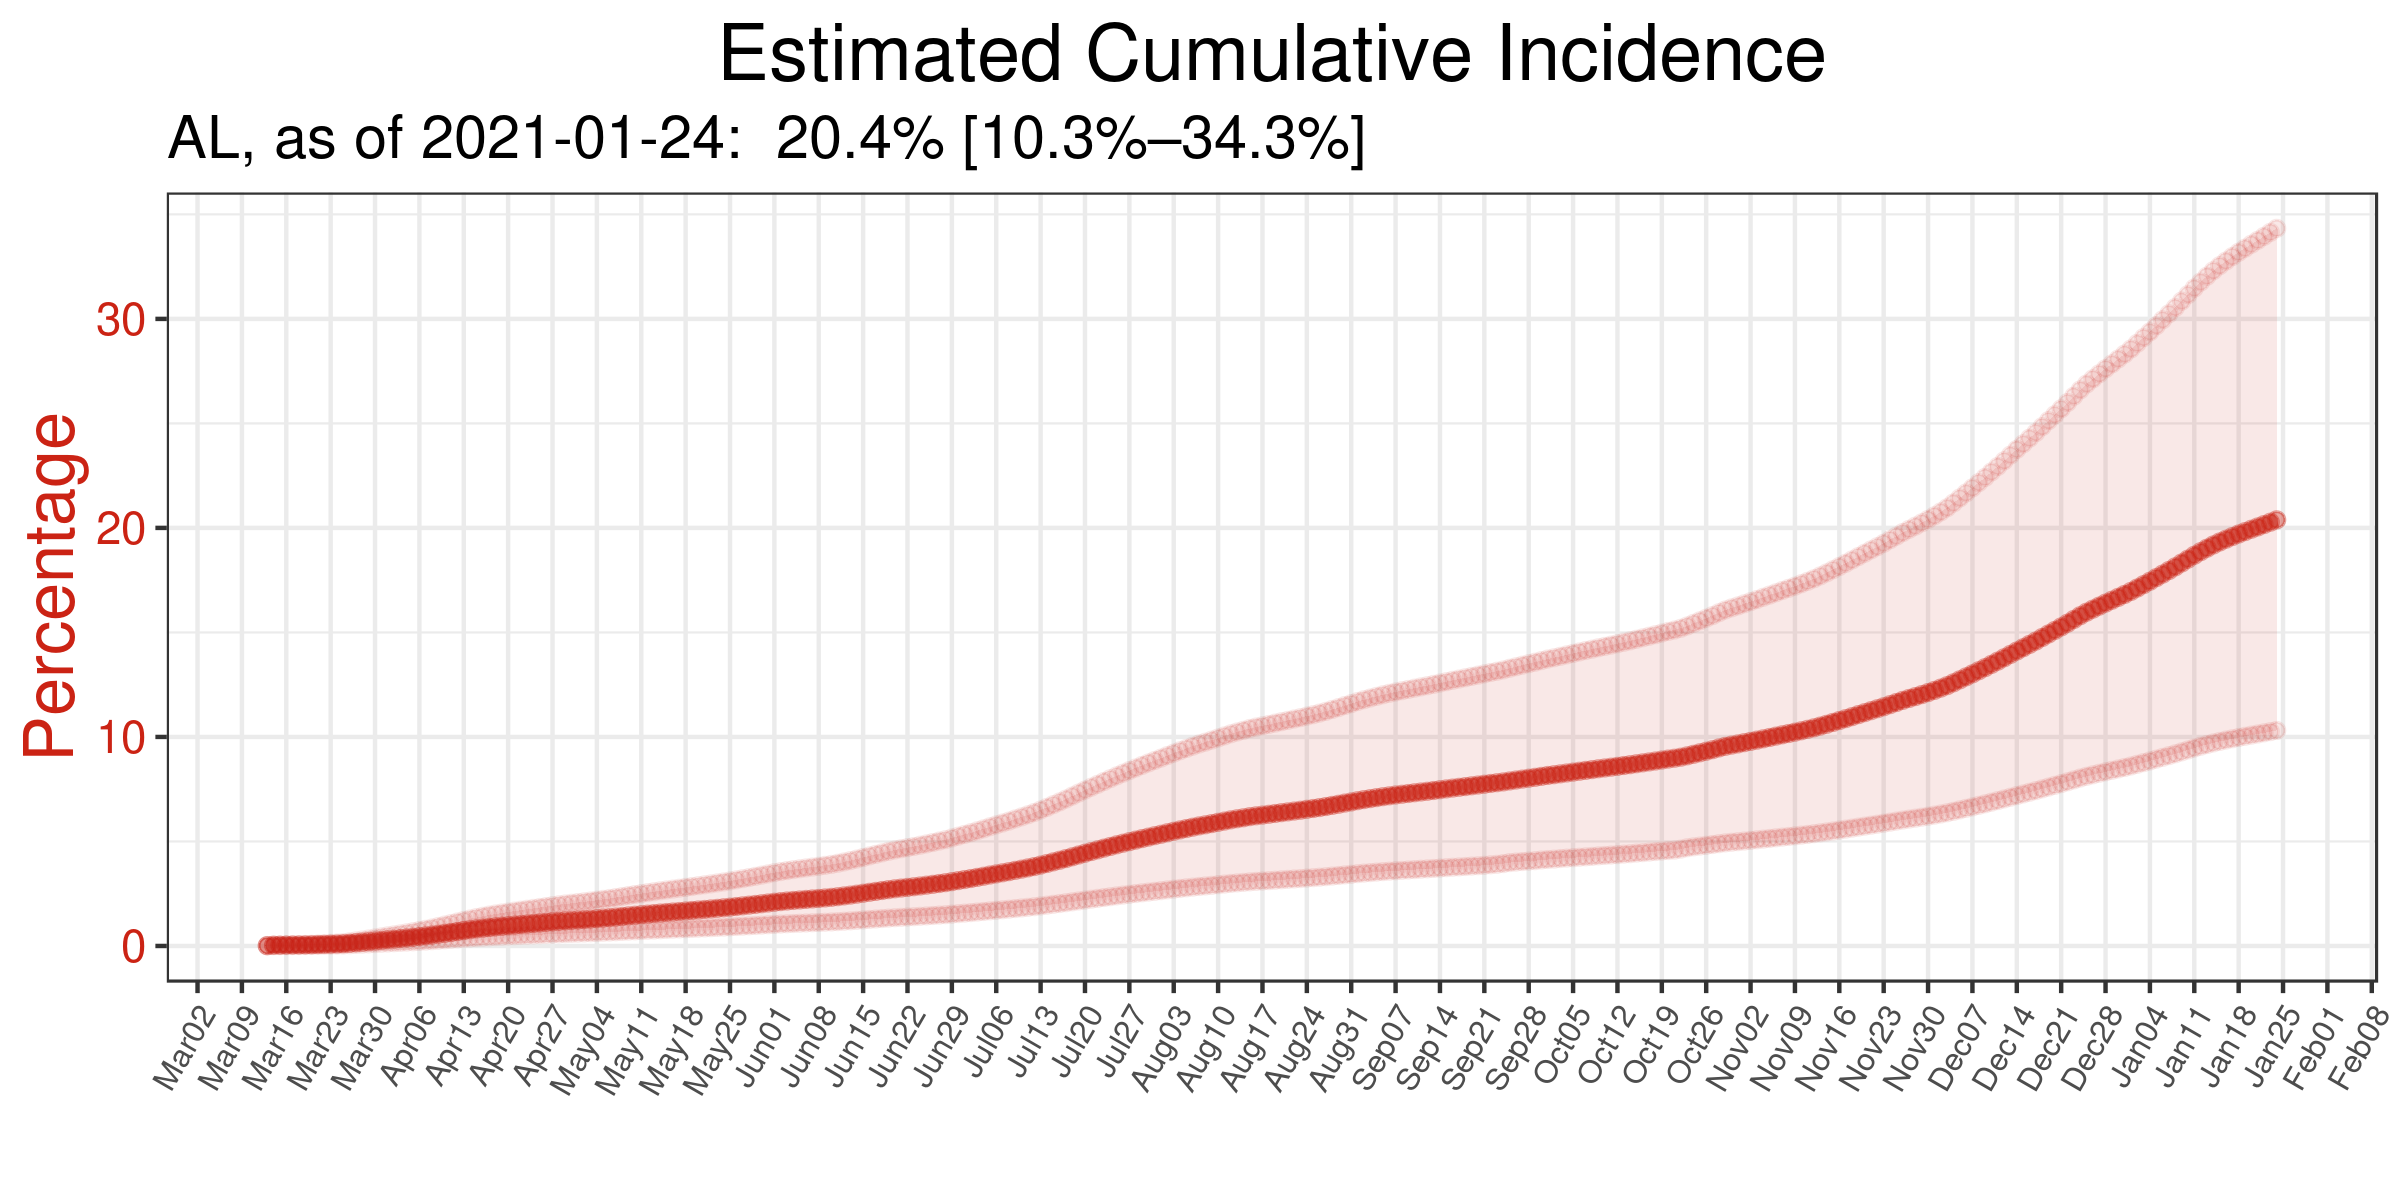 Estimated Cumulative Incidence
AL, as of 2021-01-24:  20.4% [10.3%–34.3%]
Percentage
30
20
10
0
Mar02 Mar09 Mar16 Mar23 Mar30 Apr06 Apr13 Apr20 Apr27 May04 May11 May18 May25 Jun01 Jun08 Jun15 Jun22 Jun29 Jul06 Jul13 Jul20 Jul27 Aug03 Aug10 Aug17 Aug24 Aug31 Sep07 Sep14 Sep21 Sep28 Oct05 Oct12 Oct19 Oct26 Nov02 Nov09 Nov16 Nov23 Nov30 Dec07 Dec14 Dec21 Dec28 Jan04 Jan11 Jan18 Jan25 Feb01 Feb08